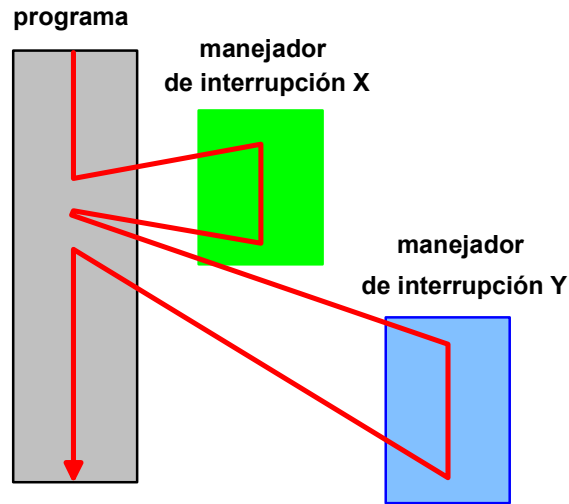 programa
manejador
de interrupción X
manejador
de interrupción Y